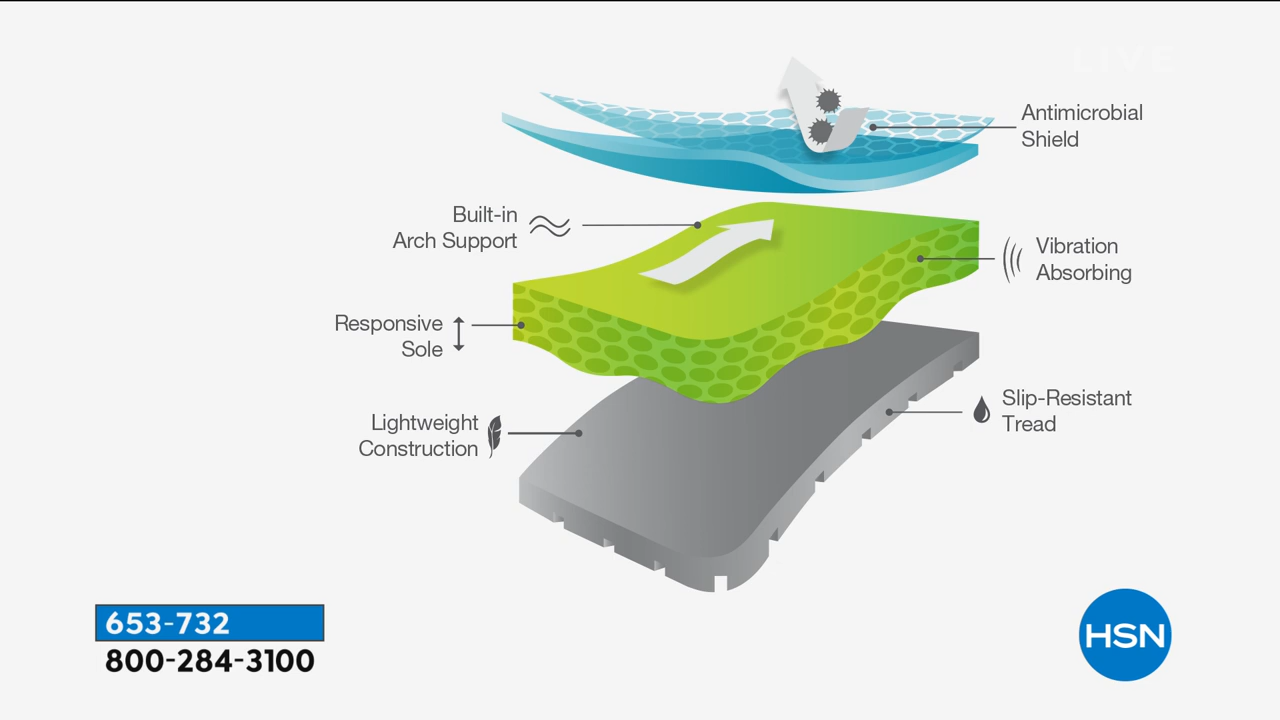 LIVE
Antimicrobial
Shield
Built-in
Arch Support
Vibration
Absorbing
Responsive
Sole
Slip-Resistant
Tread
Lightweight
Construction
653-732
800-284-3100
HSN